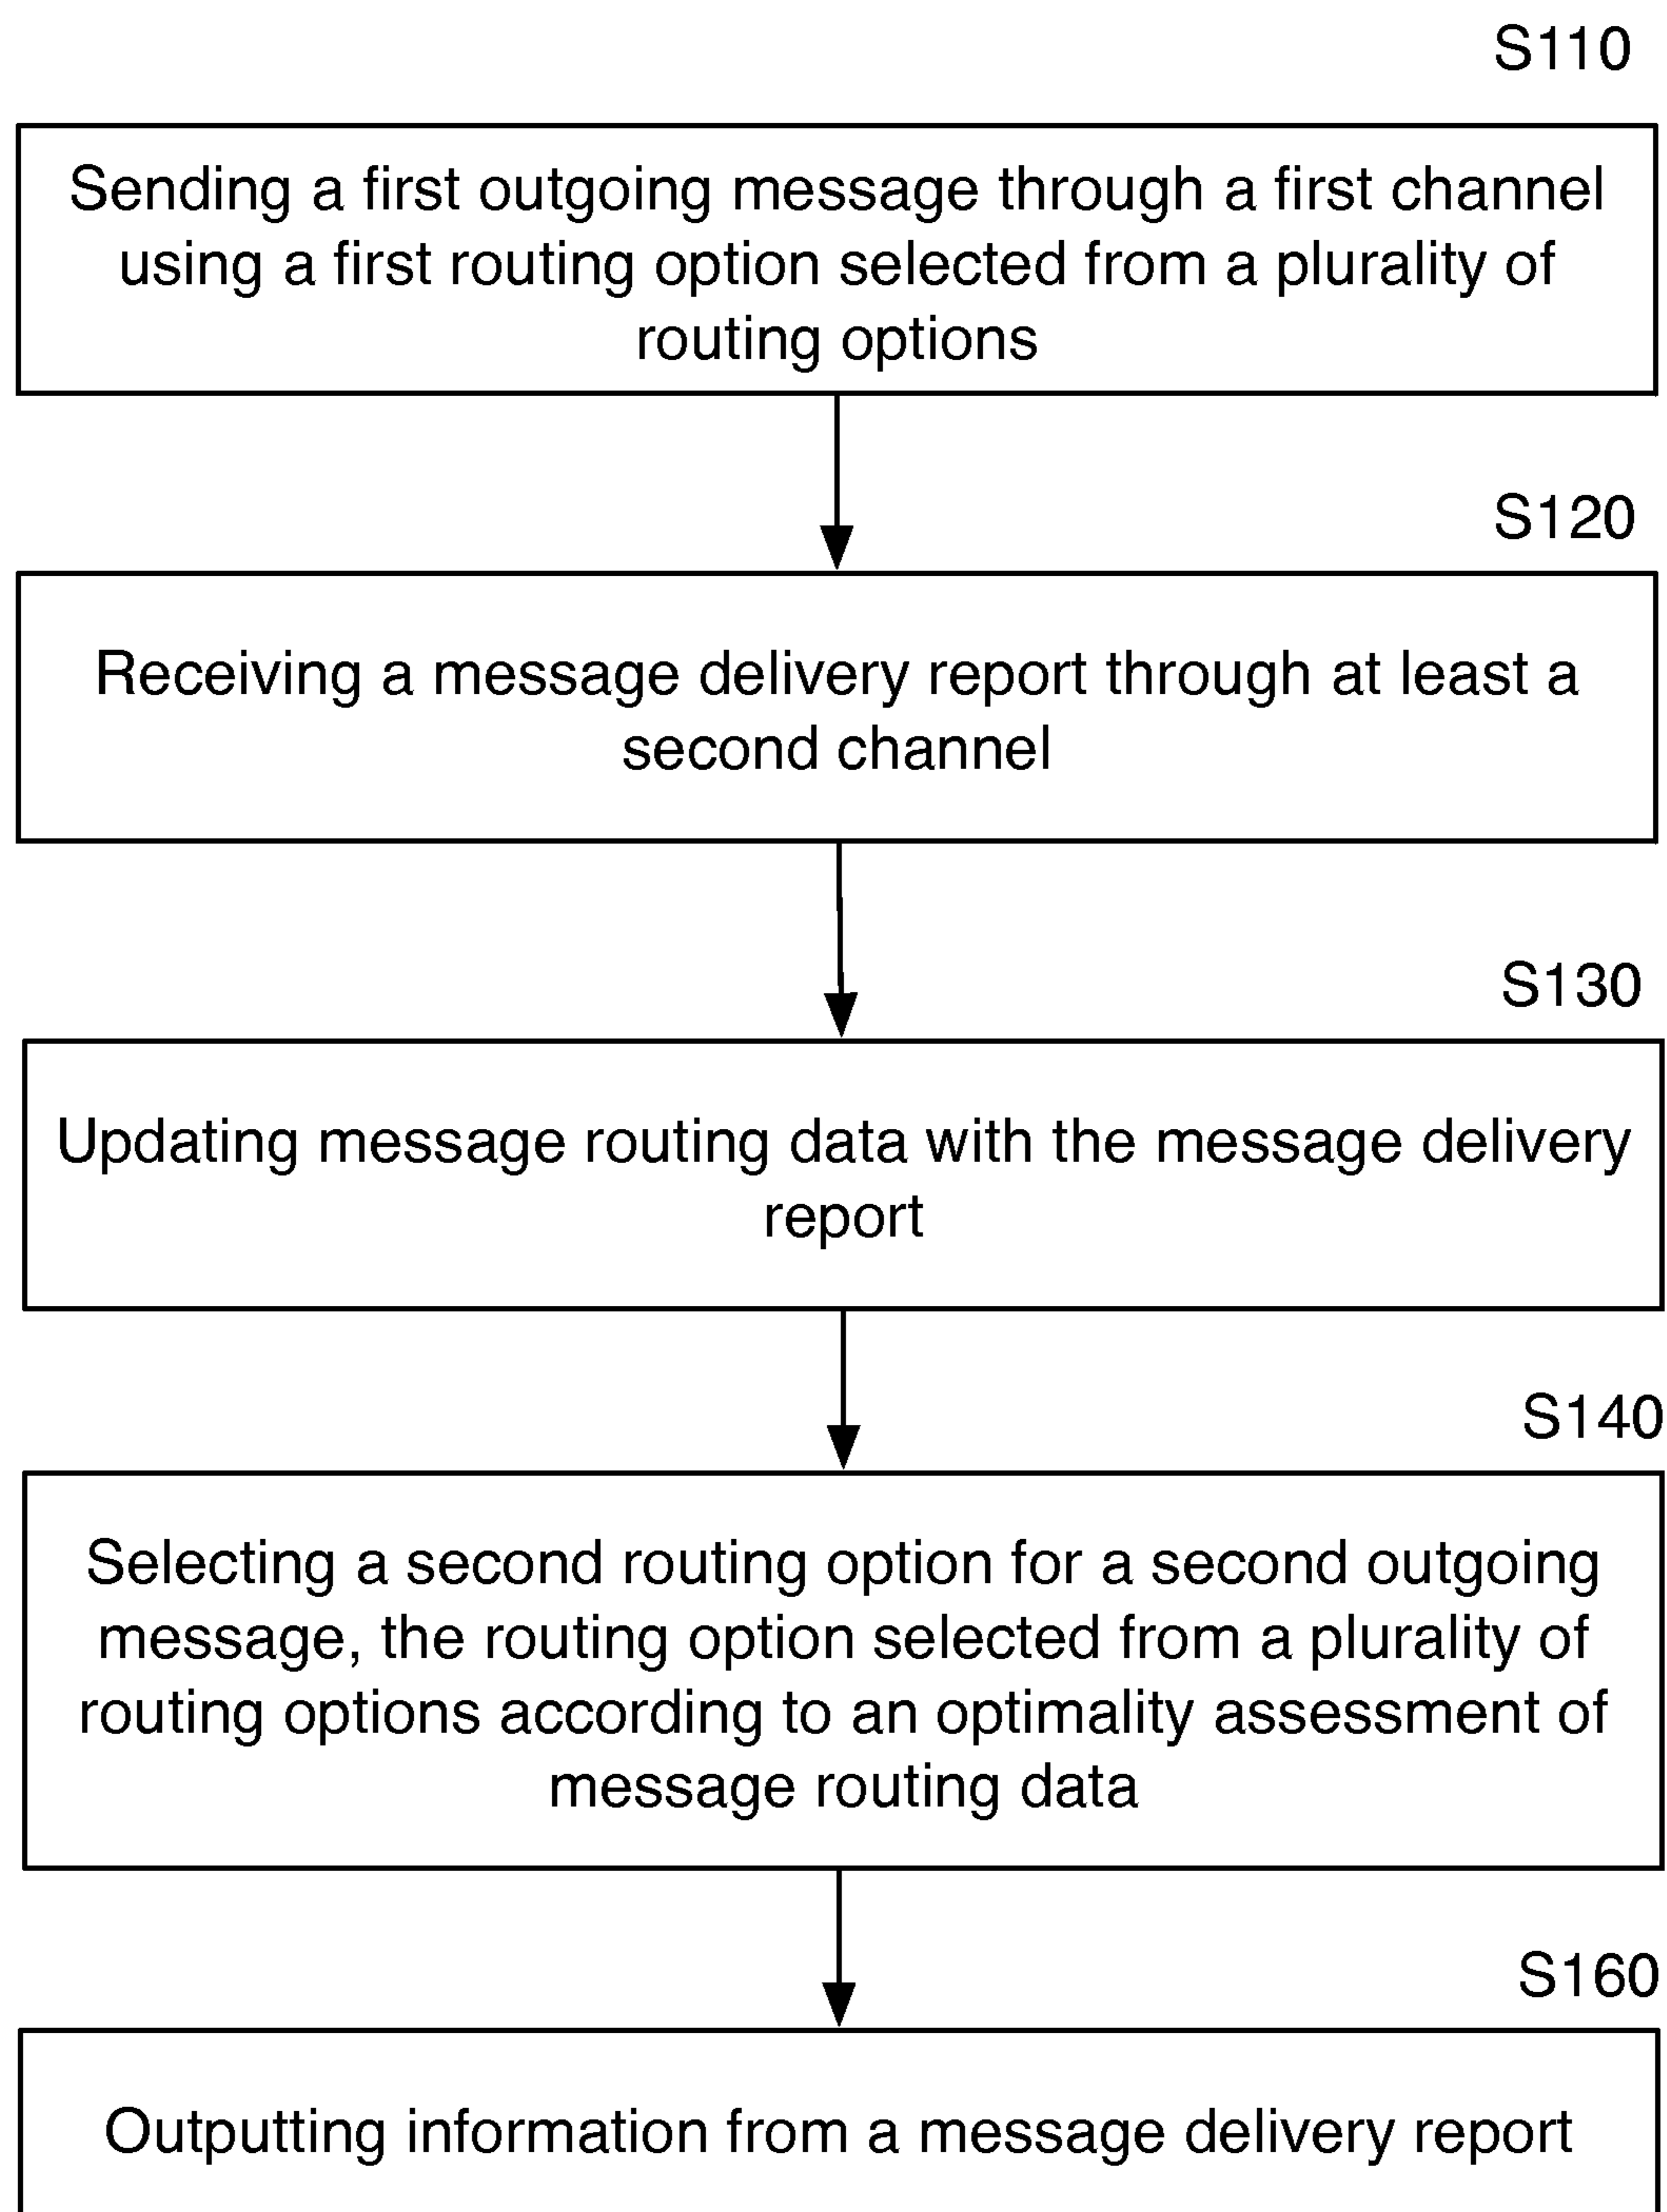 S110
Sending a first outgoing message through a first channel
using a first routing option selected from a plurality of
routing options
S120
Receiving a message delivery report through at least a
second channel
S130
Updating message routing data with the message delivery
report
S140
Selecting a second routing option for a second outgoing
message, the routing option selected from a plurality of
routing options according to an optimality assessment of
message routing data
S160
Outputting information from a message delivery report